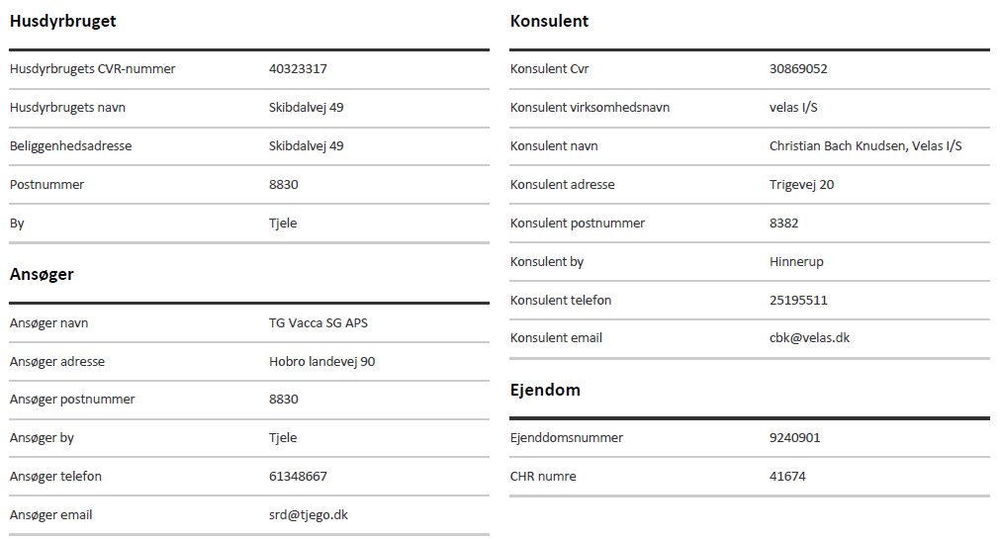 Husdyrbruget
Husdyrbrugets CVR-nummer 40323317
Husdyrbrugets navn Skibdalvej 49
Beliggenhedsadresse Skibdalvej 49
Postnummer 8830
By Tjele
Ansøger
Ansøger navn TG Vacca SG APS
Ansøger adresse Hobro landevej 90
Ansøger postnummer 8830
Ansøger by Tjele
Ansøger telefon 61348667
Ansøger email srd@tjego.dk
Konsulent
Konsulent Cvr 30869052
Konsulent virksomhedsnavn velas I/S
Konsulent navn Christian Bach Knudsen, Velas I/S
Konsulent adresse Trigevej 20
Konsulent postnummer 8382
Konsulent by Hinnerup
Konsulent telefon 25195511
Konsulent email cbk@velas.dk
Ejendom
Ejenddomsnummer 9240901
CHR numre 41674